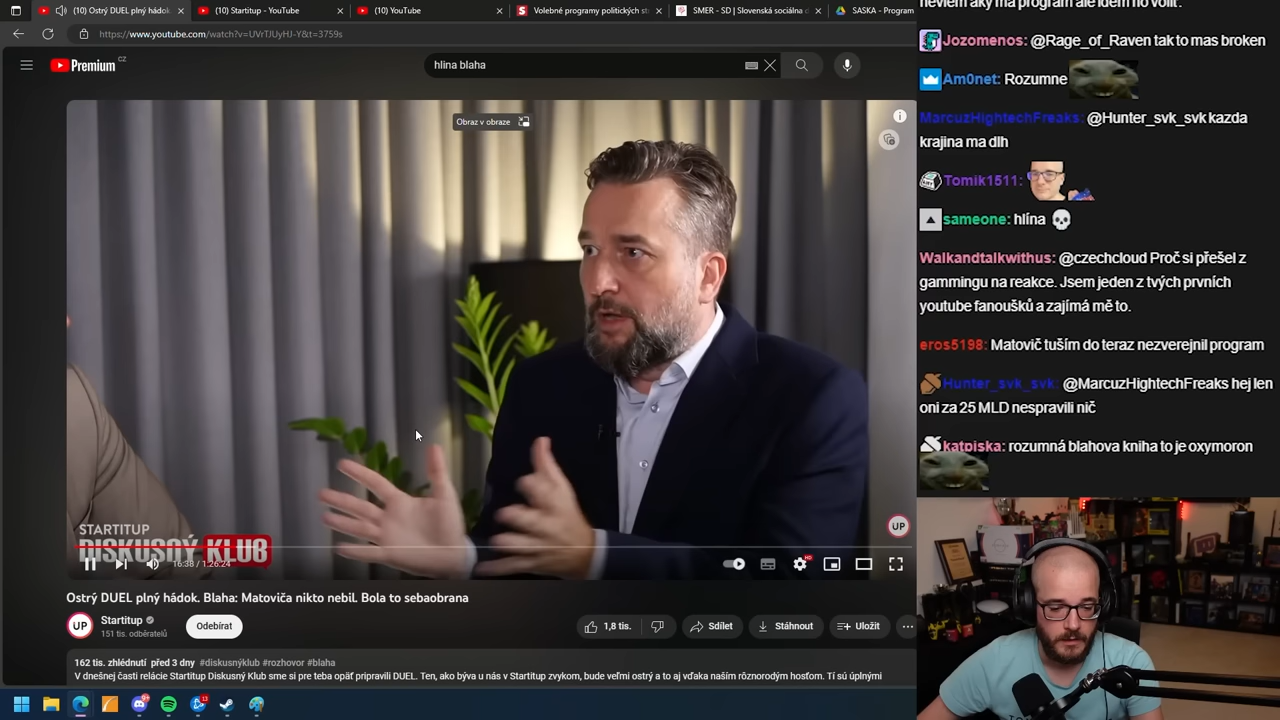 (10) Ostrý DUEL plný hádok
(10) Startitup - YouTube
(10) YouTube
Volebné programy politických st
SMER - SD | Slovenská sociálna d
SASKA - Program
https://www.youtube.com/watch?v=UVrTJUyHJ-Y&t=3759s
Premium CZ
hlina blaha
Obraz v obraze
STARTITUP
DISKUSNÝ KLUB
UP
16:38 / 1:26:24
HD
Ostrý DUEL plný hádok. Blaha: Matoviča nikto nebil. Bola to sebaobrana
UP
Startitup
151 tis. odběratelů
Odebírat
1,8 tis.
Sdílet
Stáhnout
Uložit
162 tis. zhlédnutí před 3 dny #diskusnýklub #rozhovor #blaha
V dnešnej časti relácie Startitup Diskusný Klub sme si pre teba opäť pripravili DUEL. Ten, ako býva u nás v Startitup zvykom, bude veľmi ostrý a to aj vďaka našim rôznorodým hosťom. Tí sú úplnými
neviem aký ma program ale idem ho voliť.
Jozomenos: @Rage_of_Raven tak to mas broken
Am0net: Rozumne
MarcuzHightechFreaks: @Hunter_svk_svk kazda
krajina ma dlh
Tomik1511:
sameone: hlína
Walkandtalkwithus: @czechcloud Proč si přešel z
gammingu na reakce. Jsem jeden z tvých prvních
youtube fanoušků a zajímá mě to.
eros5198: Matovič tuším do teraz nezverejnil program
Hunter_svk_svk: @MarcuzHightechFreaks hej len
oni za 25 MLD nespravili nič
katpiska: rozumná blahova kniha to je oxymoron